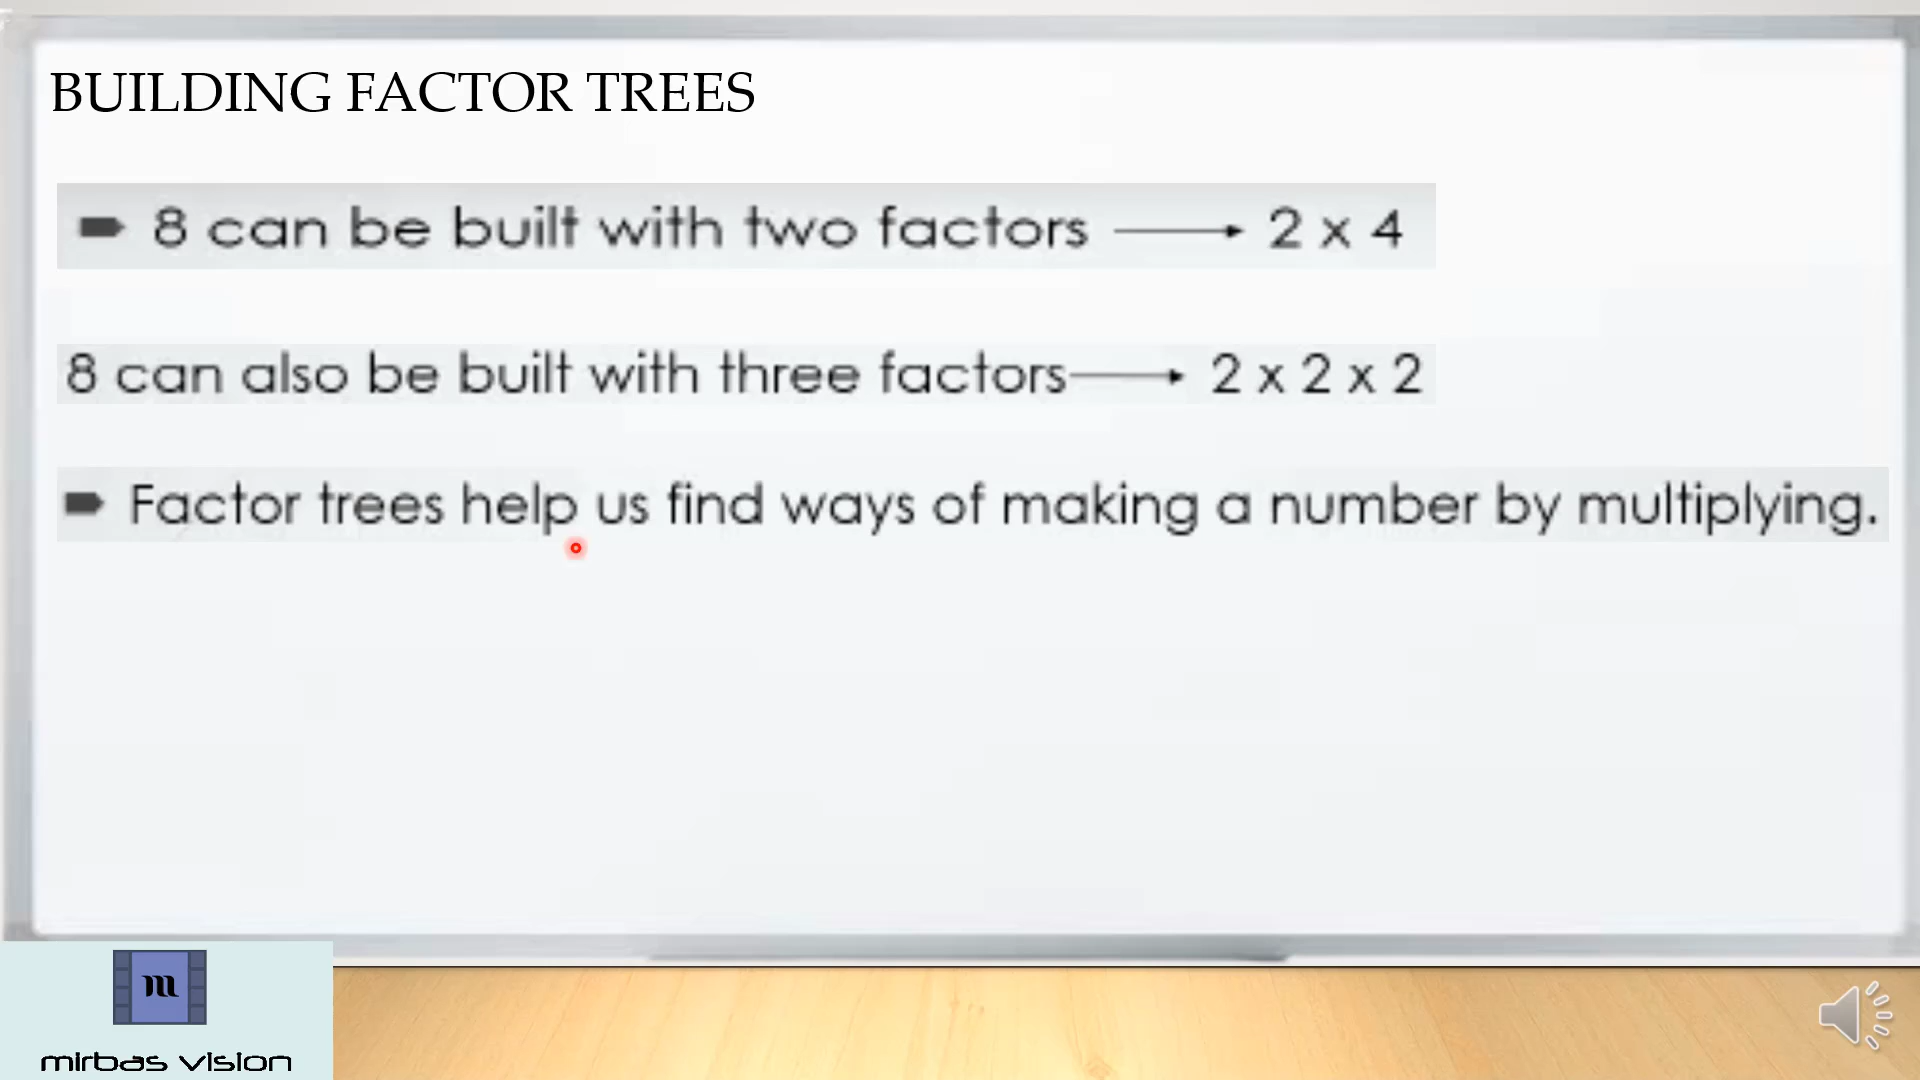 BUILDING FACTOR TREES
8 can be built with two factors → 2 x 4
8 can also be built with three factors → 2 x 2 x 2
Factor trees help us find ways of making a number by multiplying.
m
mirbas vision